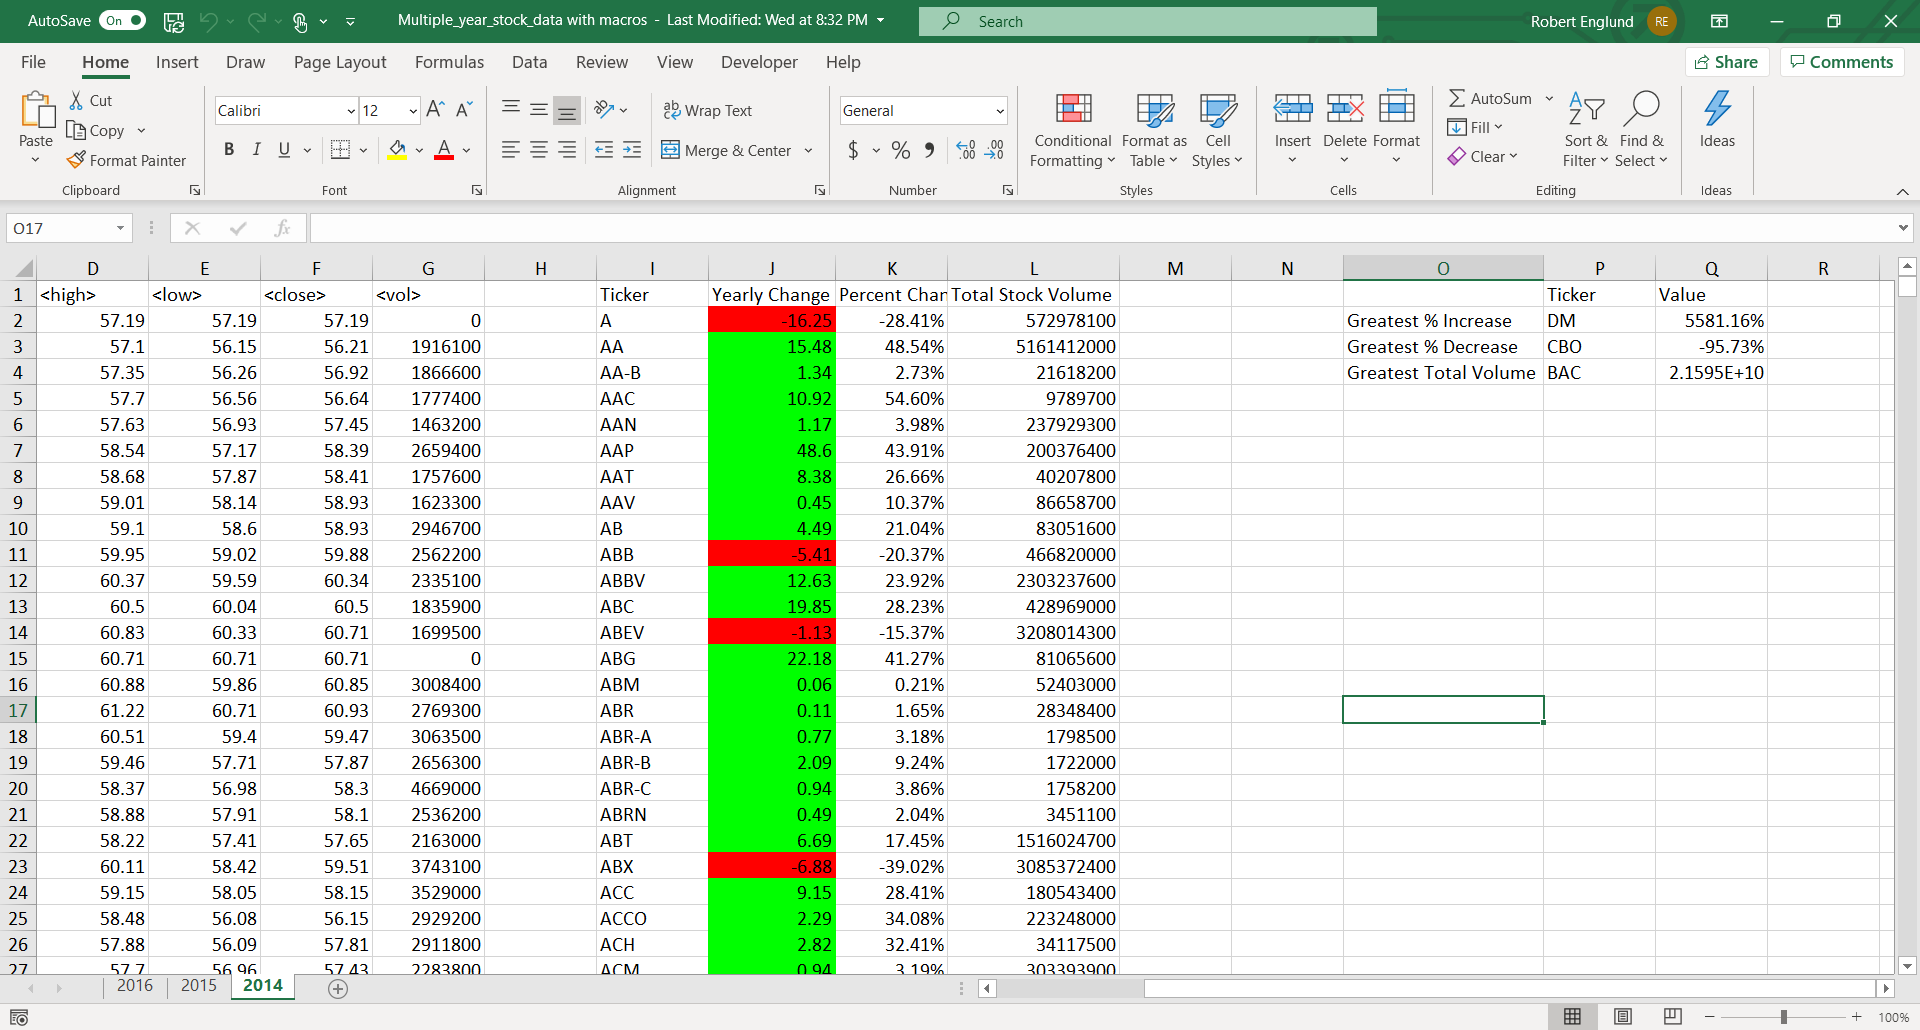 AutoSave On Multiple_year_stock_data with macros - Last Modified: Wed at 8:32 PM Search Robert Englund RE
File Home Insert Draw Page Layout Formulas Data Review View Developer Help Share Comments
Paste Cut Copy Format Painter Clipboard
Calibri 12 B I U A Font
ab Wrap Text Merge & Center Alignment
General $ % Number
Conditional Formatting Format as Table Cell Styles Styles
Insert Delete Format Cells
AutoSum Fill Clear Sort & Filter Find & Select Editing
Ideas Ideas
O17 fx
D E F G H I J K L M N O P Q R
1 <high> <low> <close> <vol> Ticker Yearly Change Percent Chan Total Stock Volume Ticker Value
2 57.19 57.19 57.19 0 A -16.25 -28.41% 572978100 Greatest % Increase DM 5581.16%
3 57.1 56.15 56.21 1916100 AA 15.48 48.54% 5161412000 Greatest % Decrease CBO -95.73%
4 57.35 56.26 56.92 1866600 AA-B 1.34 2.73% 21618200 Greatest Total Volume BAC 2.1595E+10
5 57.7 56.56 56.64 1777400 AAC 10.92 54.60% 9789700
6 57.63 56.93 57.45 1463200 AAN 1.17 3.98% 237929300
7 58.54 57.17 58.39 2659400 AAP 48.6 43.91% 200376400
8 58.68 57.87 58.41 1757600 AAT 8.38 26.66% 40207800
9 59.01 58.14 58.93 1623300 AAV 0.45 10.37% 86658700
10 59.1 58.6 58.93 2946700 AB 4.49 21.04% 83051600
11 59.95 59.02 59.88 2562200 ABB -5.41 -20.37% 466820000
12 60.37 59.59 60.34 2335100 ABBV 12.63 23.92% 2303237600
13 60.5 60.04 60.5 1835900 ABC 19.85 28.23% 428969000
14 60.83 60.33 60.71 1699500 ABEV -1.13 -15.37% 3208014300
15 60.71 60.71 60.71 0 ABG 22.18 41.27% 81065600
16 60.88 59.86 60.85 3008400 ABM 0.06 0.21% 52403000
17 61.22 60.71 60.93 2769300 ABR 0.11 1.65% 28348400
18 60.51 59.4 59.47 3063500 ABR-A 0.77 3.18% 1798500
19 59.46 57.71 57.87 2656300 ABR-B 2.09 9.24% 1722000
20 58.37 56.98 58.3 4669000 ABR-C 0.94 3.86% 1758200
21 58.88 57.91 58.1 2536200 ABRN 0.49 2.04% 3451100
22 58.22 57.41 57.65 2163000 ABT 6.69 17.45% 1516024700
23 60.11 58.42 59.51 3743100 ABX -6.88 -39.02% 3085372400
24 59.15 58.05 58.15 3529000 ACC 9.15 28.41% 180543400
25 58.48 56.08 56.15 2929200 ACCO 2.29 34.08% 223248000
26 57.88 56.09 57.81 2911800 ACH 2.82 32.41% 34117500
27 57.7 56.96 57.43 2283800 ACM 0.94 3.19% 303393900
2016 2015 2014
100%